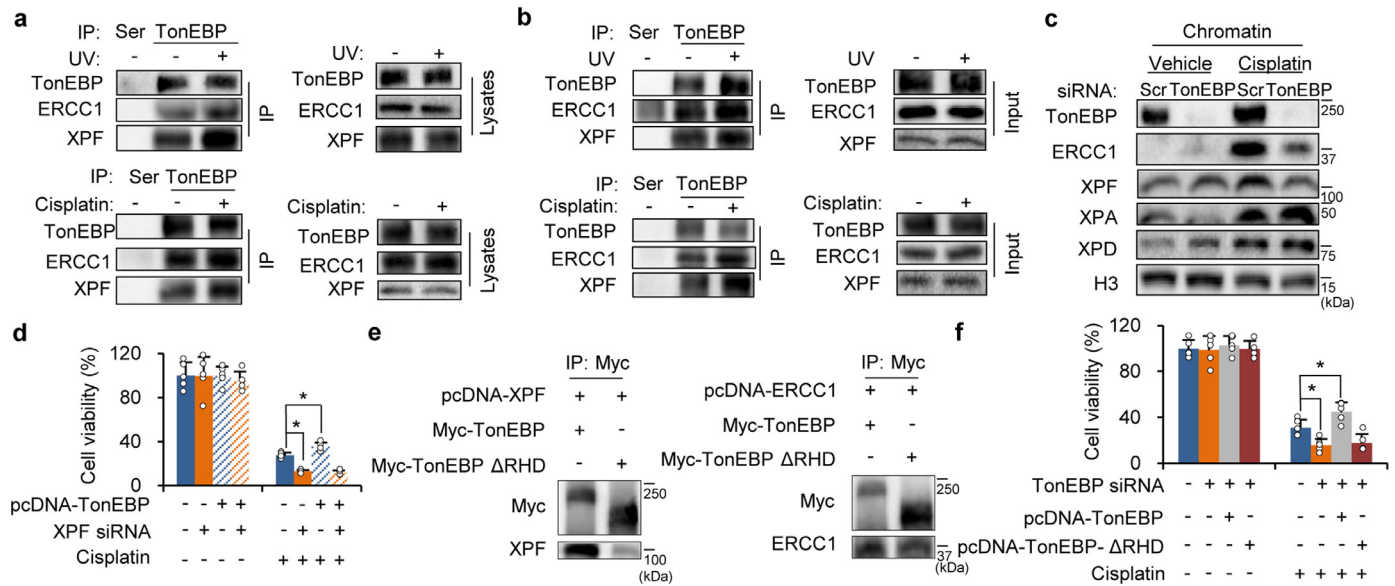 a
IP: Ser TonEBP
UV: - - +
TonEBP
ERCC1
XPF
IP
UV: - +
TonEBP
ERCC1
XPF
Lysates
IP: Ser TonEBP
Cisplatin: - - +
TonEBP
ERCC1
XPF
IP
Cisplatin: - +
TonEBP
ERCC1
XPF
Lysates
b
IP: Ser TonEBP
UV - - +
TonEBP
ERCC1
XPF
IP
UV - +
TonEBP
ERCC1
XPF
Input
IP: Ser TonEBP
Cisplatin: - - +
TonEBP
ERCC1
XPF
IP
Cisplatin: - +
TonEBP
ERCC1
XPF
Input
c
Chromatin
Vehicle Cisplatin
siRNA: Scr TonEBP Scr TonEBP
TonEBP 250
ERCC1 37
XPF 100
XPA 50
XPD 75
H3 15
(kDa)
d
Cell viability (%)
120
80
40
0
* *
pcDNA-TonEBP - - + + - - + +
XPF siRNA - + - + - + - +
Cisplatin - - - - + + + +
e
IP: Myc
pcDNA-XPF + +
Myc-TonEBP + -
Myc-TonEBP ΔRHD - +
Myc 250
XPF 100
(kDa)
IP: Myc
pcDNA-ERCC1 + +
Myc-TonEBP + -
Myc-TonEBP ΔRHD - +
Myc 250
ERCC1 37
(kDa)
f
Cell viability (%)
120
80
40
0
* *
TonEBP siRNA - + + + - + + +
pcDNA-TonEBP - - + - - - + -
pcDNA-TonEBP- ΔRHD - - - + - - - +
Cisplatin - - - - + + + +